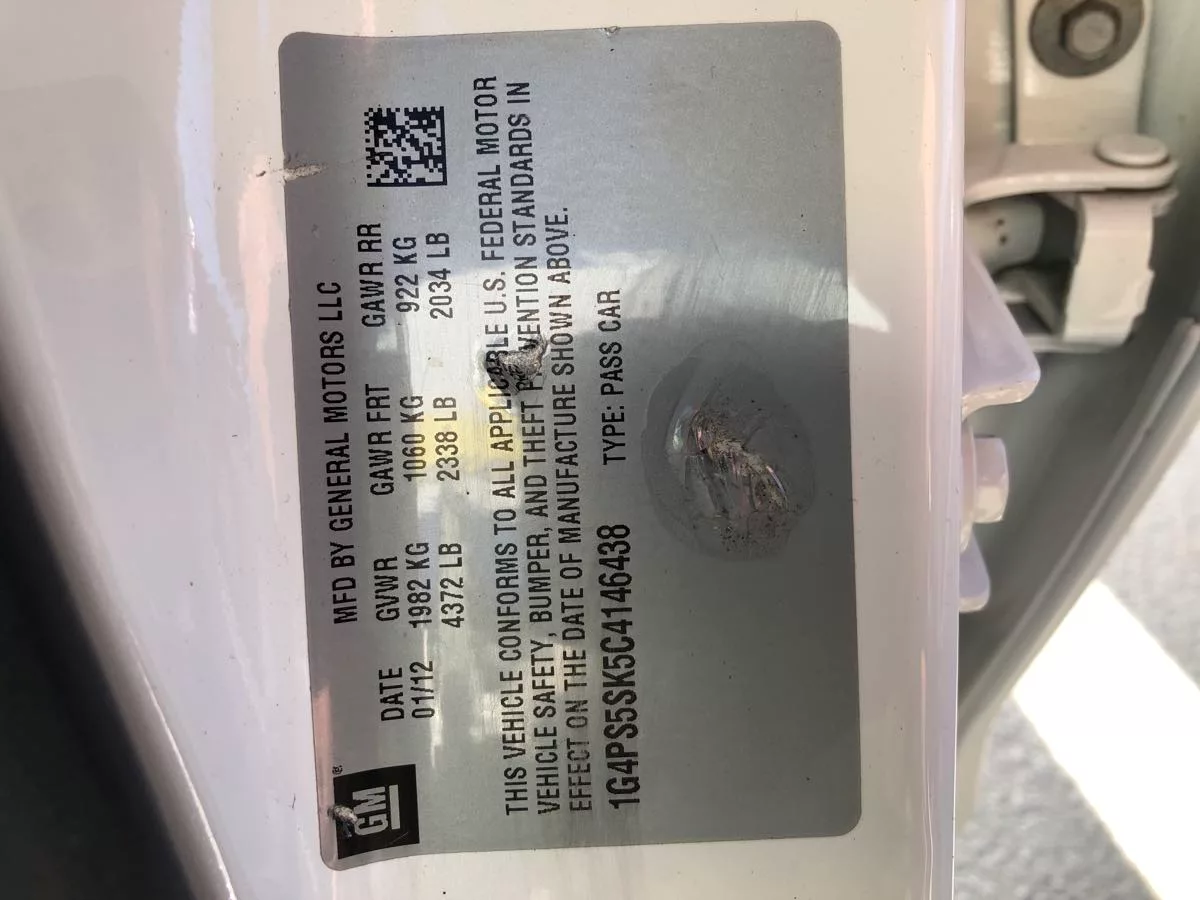 GM
MFD BY GENERAL MOTORS LLC
DATE GVWR GAWR FRT GAWR RR
01/12 1982 KG 1060 KG 922 KG
4372 LB 2338 LB 2034 LB
THIS VEHICLE CONFORMS TO ALL APPLICABLE U.S. FEDERAL MOTOR
VEHICLE SAFETY, BUMPER, AND THEFT PREVENTION STANDARDS IN
EFFECT ON THE DATE OF MANUFACTURE SHOWN ABOVE.
1G4PS5SK5C4146438 TYPE: PASS CAR